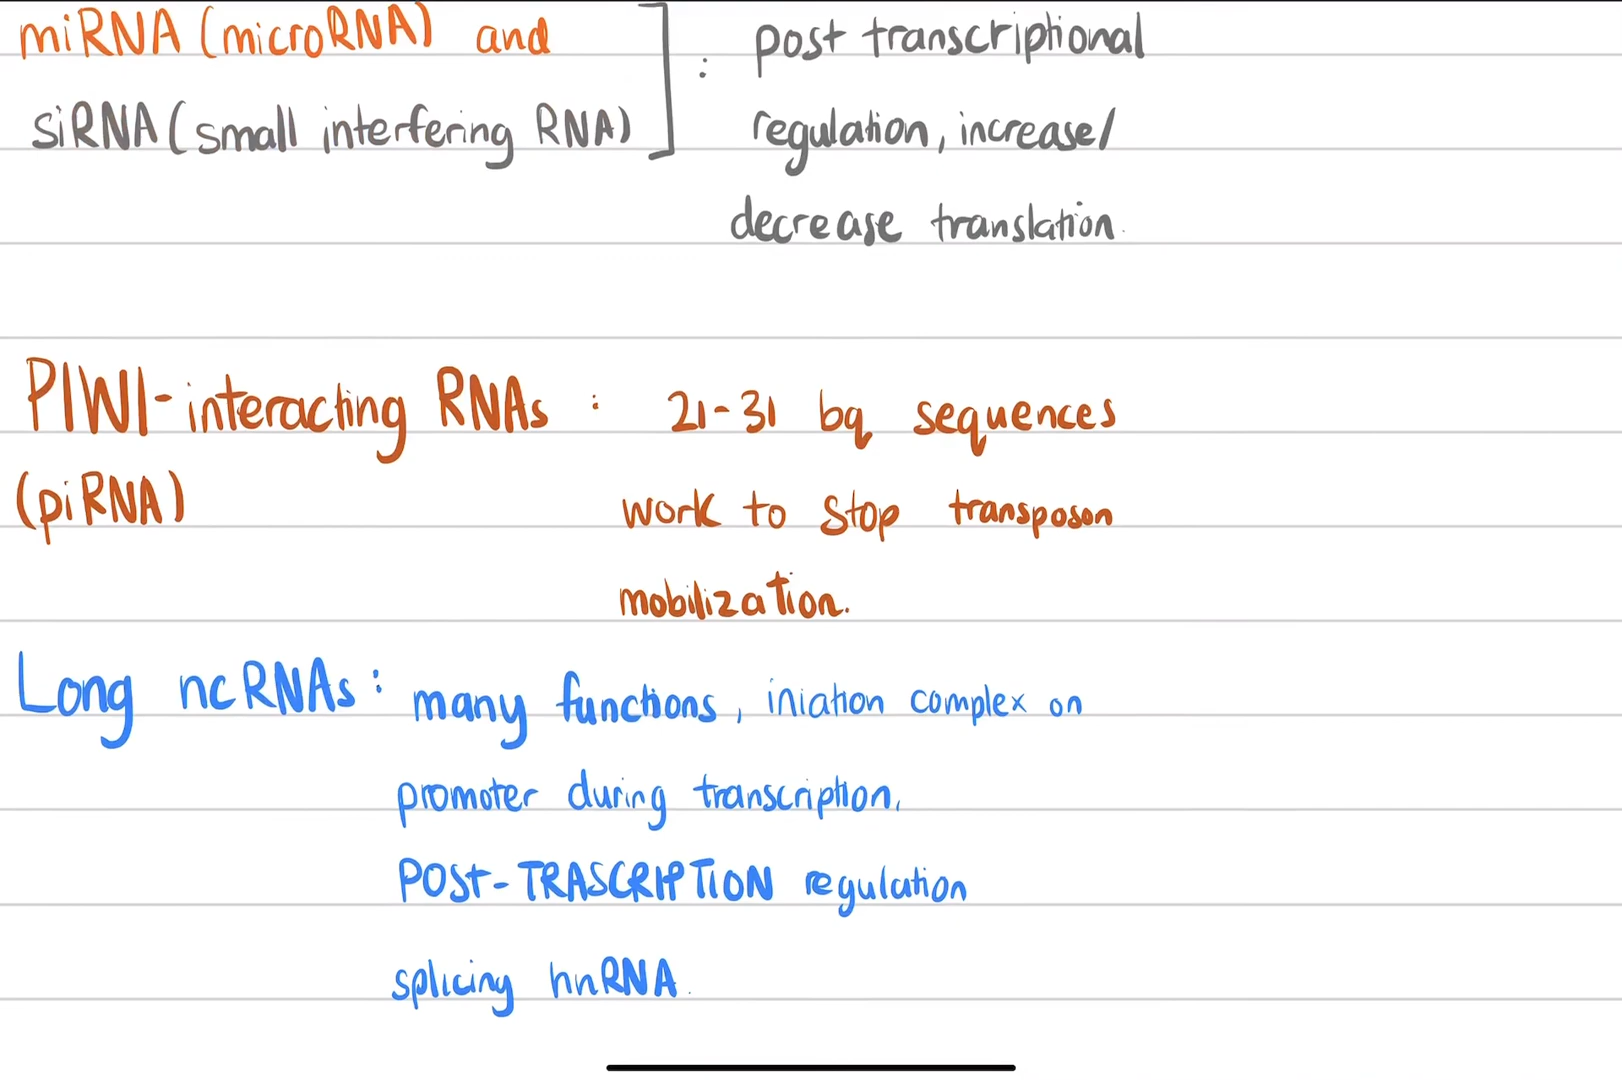 miRNA (microRNA) and
siRNA (small interfering RNA)
: post transcriptional
regulation, increase/
decrease translation.
PIWI-interacting RNAs : 21-31 bq sequences
(piRNA) work to stop transposon
mobilization.
Long ncRNAs: many functions, iniation complex on
promoter during transcription,
POST-TRASCRIPTION regulation
splicing hnRNA.